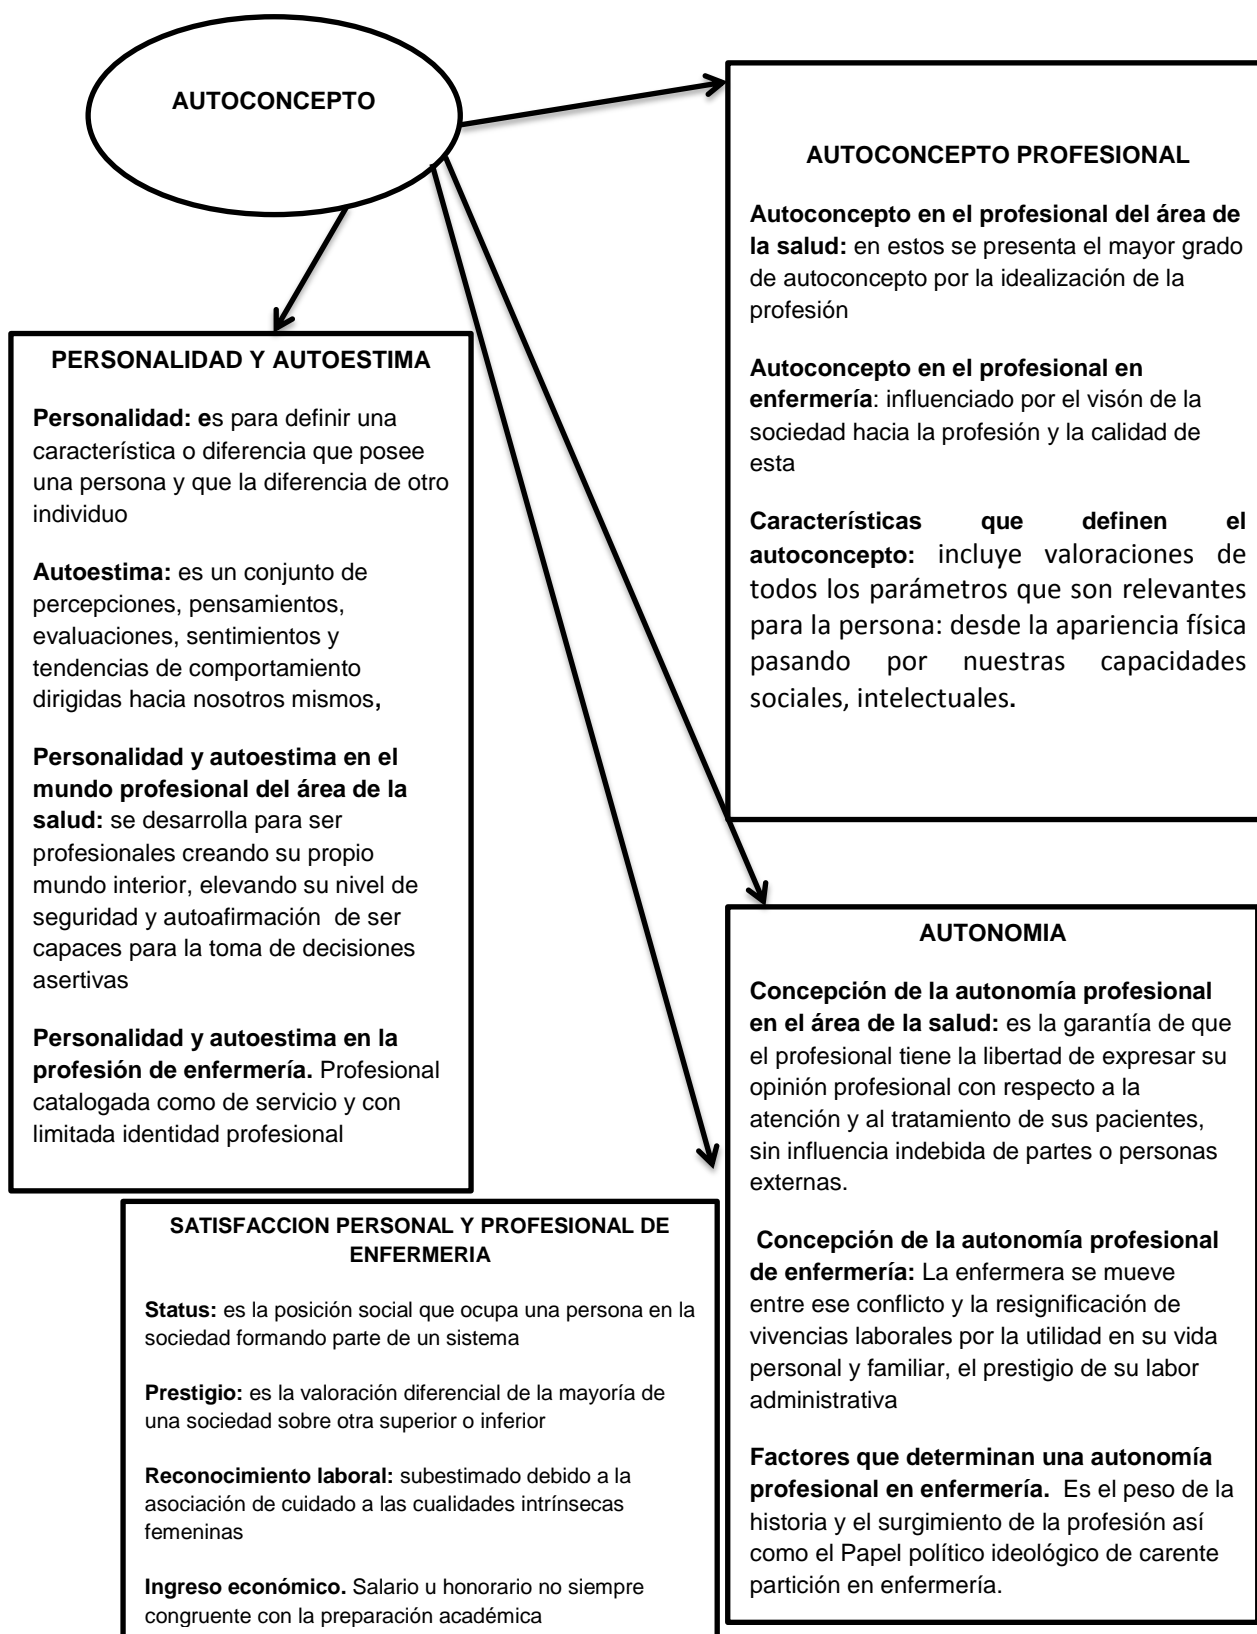 AUTOCONCEPTO
AUTOCONCEPTO PROFESIONAL
Autoconcepto en el profesional del área de
la salud: en estos se presenta el mayor grado
de autoconcepto por la idealización de la
profesión
Autoconcepto en el profesional en
enfermería: influenciado por el visón de la
sociedad hacia la profesión y la calidad de
esta
Características que definen el
autoconcepto: incluye valoraciones de
todos los parámetros que son relevantes
para la persona: desde la apariencia física
pasando por nuestras capacidades
sociales, intelectuales.
PERSONALIDAD Y AUTOESTIMA
Personalidad: es para definir una
característica o diferencia que posee
una persona y que la diferencia de otro
individuo
Autoestima: es un conjunto de
percepciones, pensamientos,
evaluaciones, sentimientos y
tendencias de comportamiento
dirigidas hacia nosotros mismos,
Personalidad y autoestima en el
mundo profesional del área de la
salud: se desarrolla para ser
profesionales creando su propio
mundo interior, elevando su nivel de
seguridad y autoafirmación de ser
capaces para la toma de decisiones
asertivas
Personalidad y autoestima en la
profesión de enfermería. Profesional
catalogada como de servicio y con
limitada identidad profesional
AUTONOMIA
Concepción de la autonomía profesional
en el área de la salud: es la garantía de que
el profesional tiene la libertad de expresar su
opinión profesional con respecto a la
atención y al tratamiento de sus pacientes,
sin influencia indebida de partes o personas
externas.
Concepción de la autonomía profesional
de enfermería: La enfermera se mueve
entre ese conflicto y la resignificación de
vivencias laborales por la utilidad en su vida
personal y familiar, el prestigio de su labor
administrativa
Factores que determinan una autonomía
profesional en enfermería. Es el peso de la
historia y el surgimiento de la profesión así
como el Papel político ideológico de carente
partición en enfermería.
SATISFACCION PERSONAL Y PROFESIONAL DE
ENFERMERIA
Status: es la posición social que ocupa una persona en la
sociedad formando parte de un sistema
Prestigio: es la valoración diferencial de la mayoría de
una sociedad sobre otra superior o inferior
Reconocimiento laboral: subestimado debido a la
asociación de cuidado a las cualidades intrínsecas
femeninas
Ingreso económico. Salario u honorario no siempre
congruente con la preparación académica